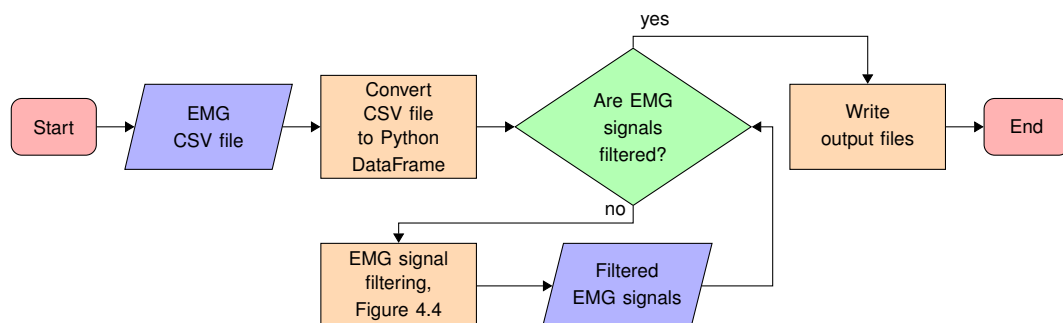 yes
Start
EMG
CSV file
Convert
CSV file
to Python
DataFrame
Are EMG
signals
filtered?
Write
output files
End
no
EMG signal
filtering,
Figure 4.4
Filtered
EMG signals